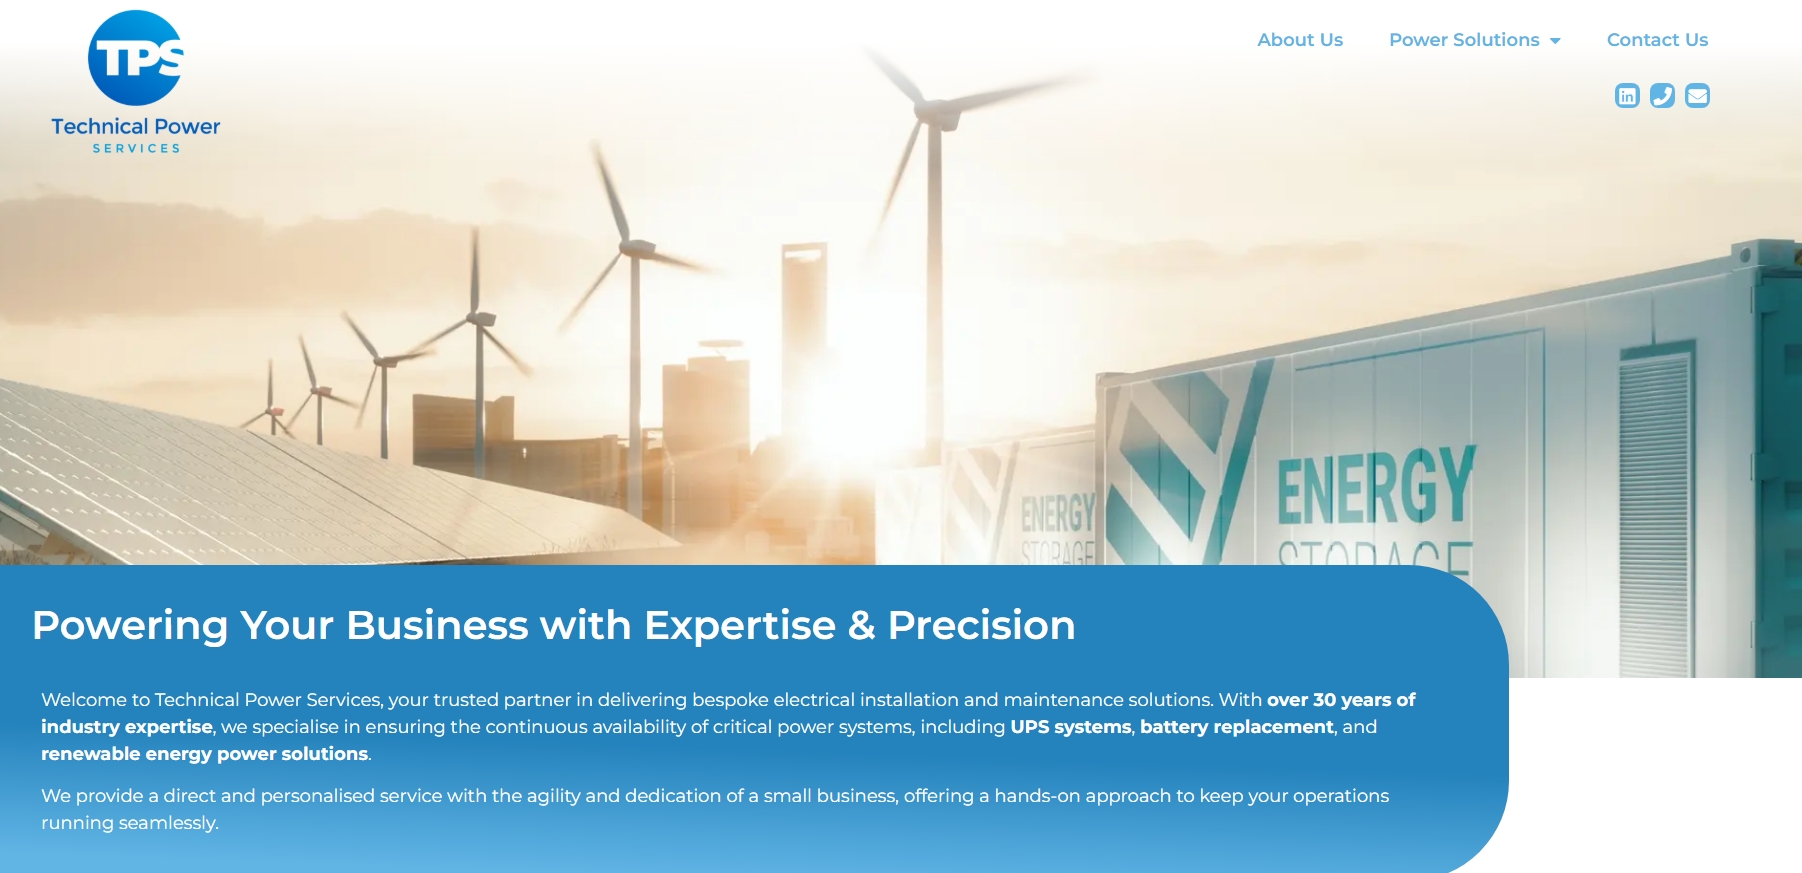 TPS
Technical Power
SERVICES
About Us
Power Solutions
Contact Us
in
ENERGY
STORAGE
ENERGY
STORAGE
Powering Your Business with Expertise & Precision
Welcome to Technical Power Services, your trusted partner in delivering bespoke electrical installation and maintenance solutions. With over 30 years of
industry expertise, we specialise in ensuring the continuous availability of critical power systems, including UPS systems, battery replacement, and
renewable energy power solutions.
We provide a direct and personalised service with the agility and dedication of a small business, offering a hands-on approach to keep your operations
running seamlessly.